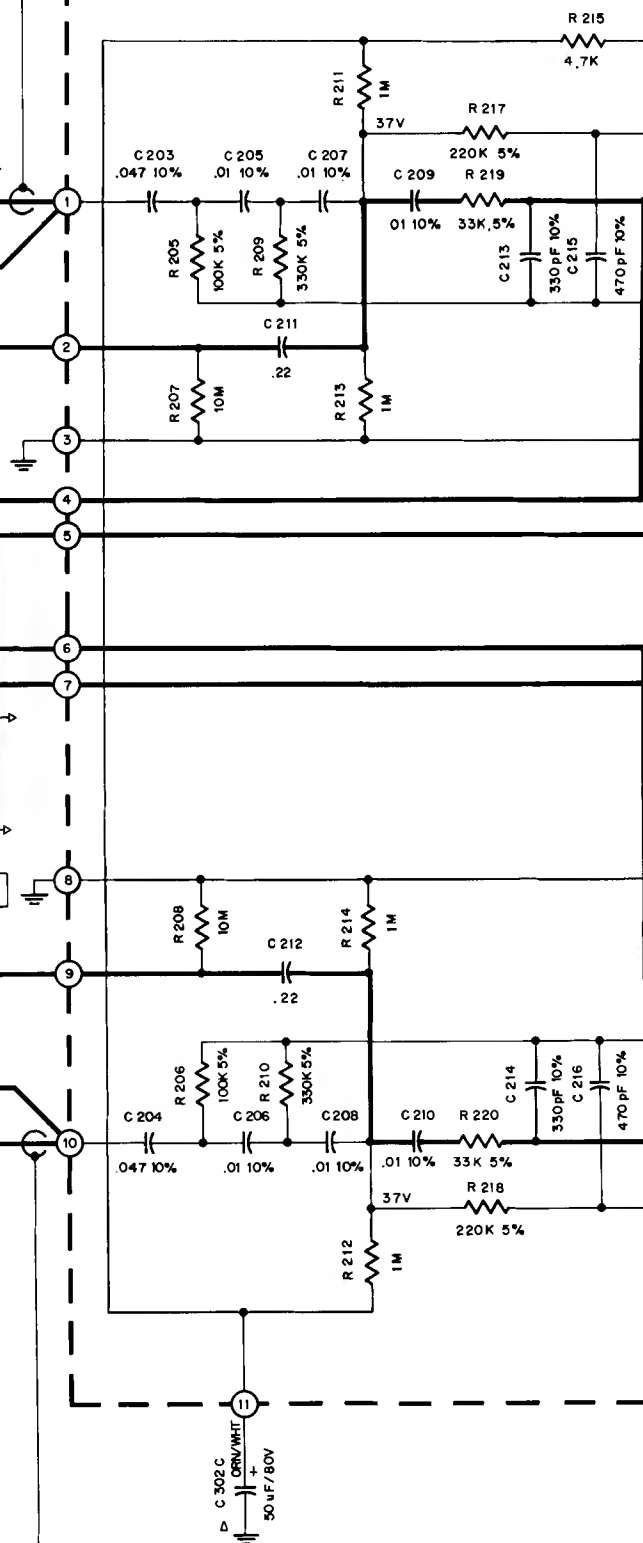 R 215
4.7K
R 211
1M
37V
R 217
220K 5%
C 203
.047 10%
C 205
.01 10%
C 207
.01 10%
C 209
01 10%
R 219
33K,5%
1
R 205
100K 5%
R 209
330K 5%
C 213
330pF 10%
C 215
470pF 10%
C 211
.22
2
R 207
10M
R 213
1M
3
4
5
6
7
8
R 208
10M
R 214
1M
C 212
.22
9
R 206
100K 5%
R 210
330K 5%
C 214
330pF 10%
C 216
470pF 10%
10
C 204
.047 10%
C 206
.01 10%
C 208
.01 10%
C 210
.01 10%
R 220
33K 5%
37V
R 218
220K 5%
R 212
1M
11
C 302C
ORN/WHT
+
50uF/80V